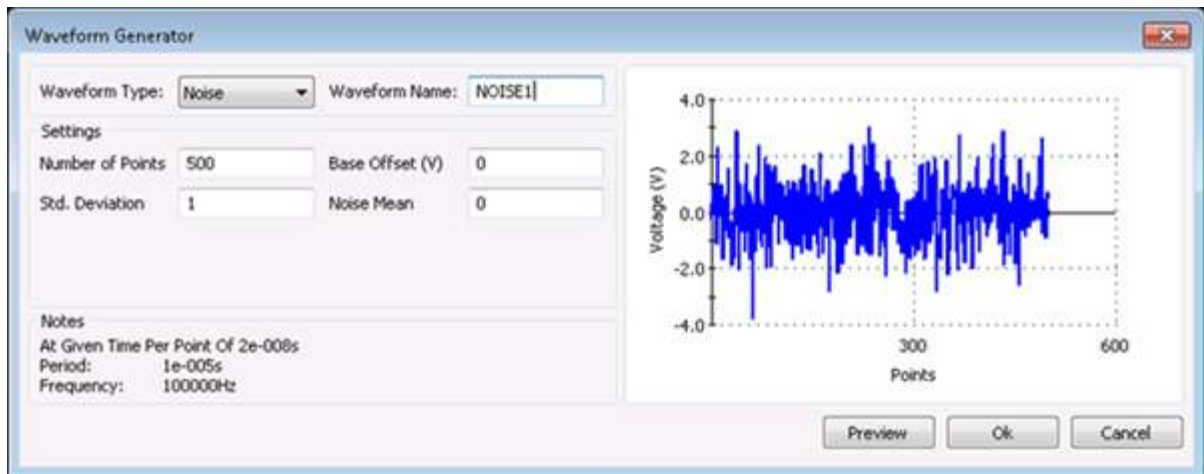 Waveform Generator
Waveform Type: Noise Waveform Name: NOISE1
Settings
Number of Points 500 Base Offset (V) 0
Std. Deviation 1 Noise Mean 0
Notes
At Given Time Per Point Of 2e-008s
Period: 1e-005s
Frequency: 100000Hz
4.0
2.0
0.0
-2.0
-4.0
Voltage (V)
300 600
Points
Preview Ok Cancel